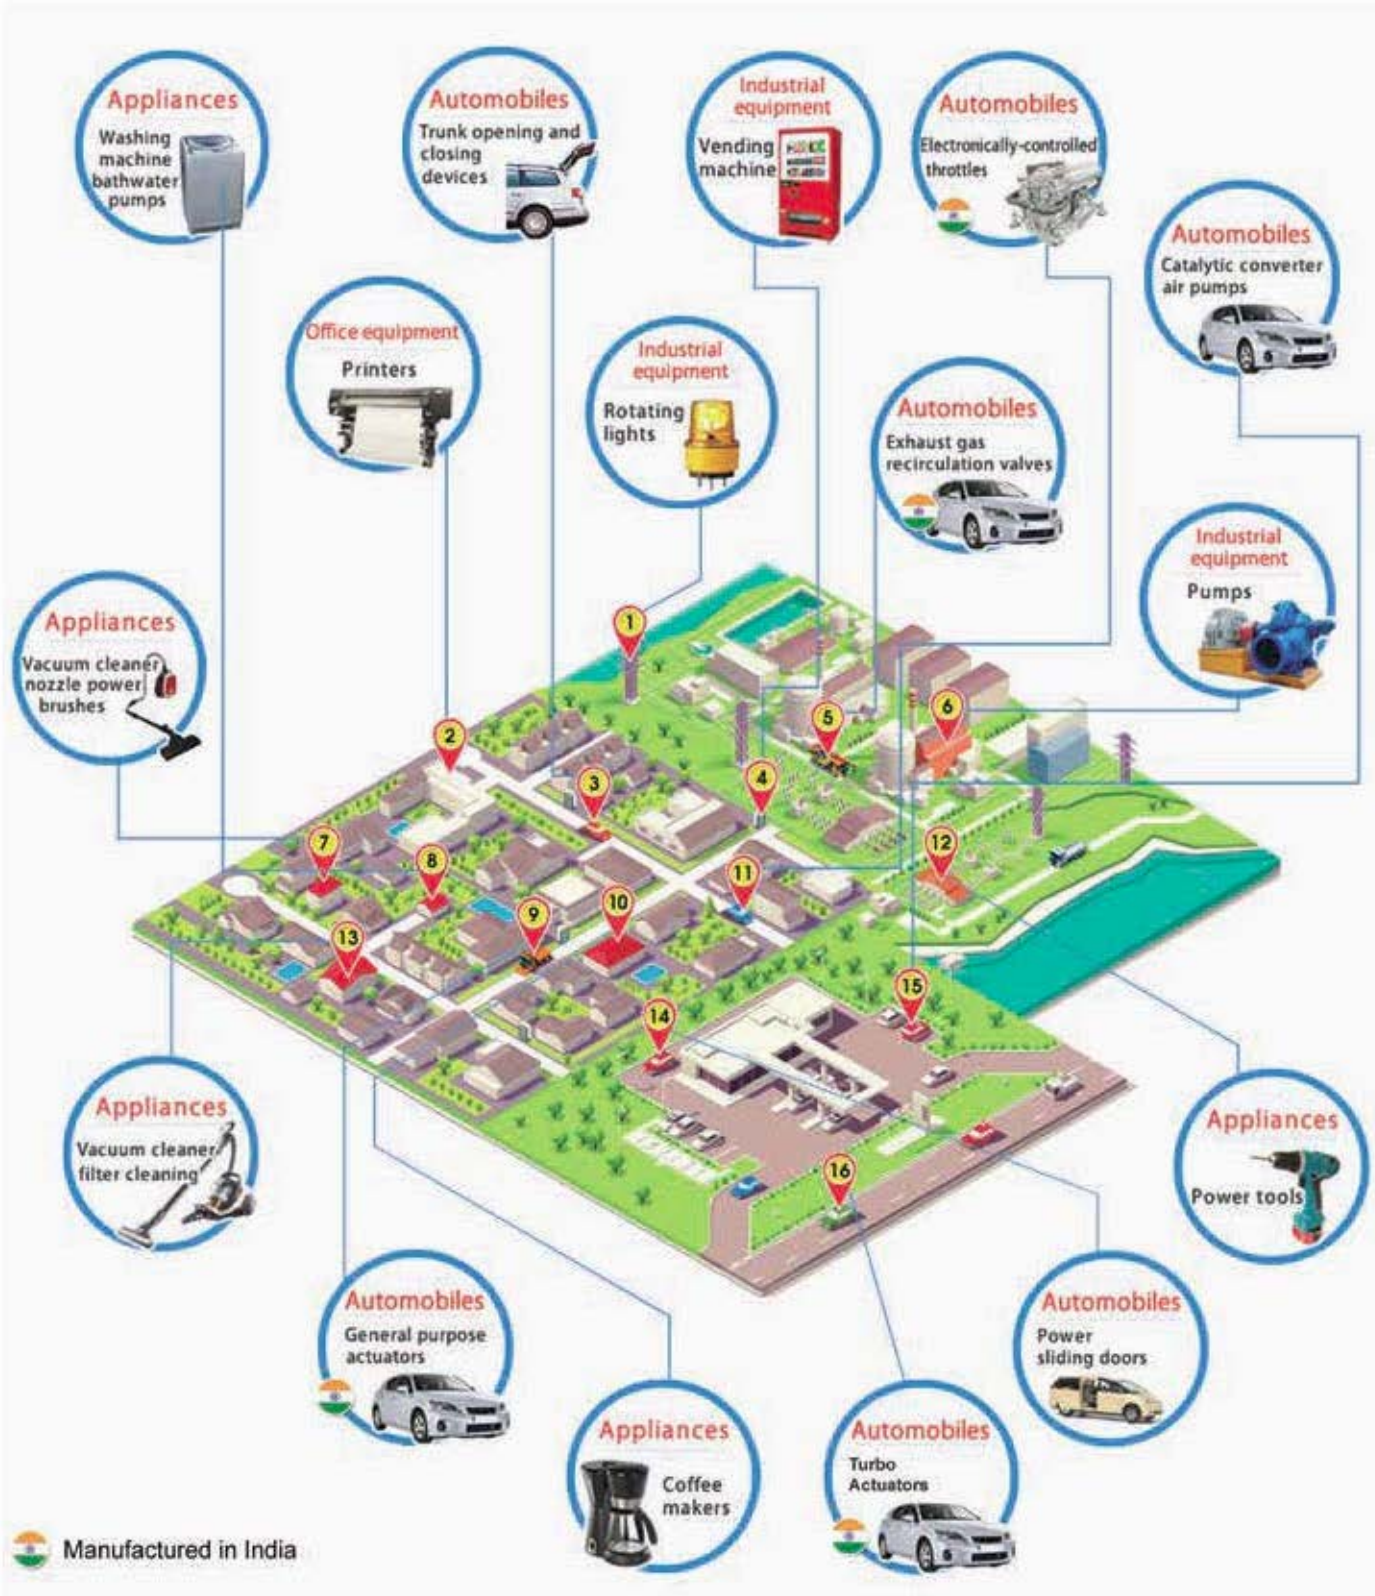 Appliances
Washing
machine
bathwater
pumps
Automobiles
Trunk opening and
closing
devices
Industrial
equipment
Vending
machine
Automobiles
Electronically-controlled
throttles
Automobiles
Catalytic converter
air pumps
Office equipment
Printers
Industrial
equipment
Rotating
lights
Automobiles
Exhaust gas
recirculation valves
Industrial
equipment
Pumps
Appliances
Vacuum cleaner
nozzle power
brushes
1
2
3
4
5
6
7
8
9
10
11
12
13
14
15
16
Appliances
Vacuum cleaner
filter cleaning
Appliances
Power tools
Automobiles
General purpose
actuators
Automobiles
Power
sliding doors
Appliances
Coffee
makers
Automobiles
Turbo
Actuators
Manufactured in India